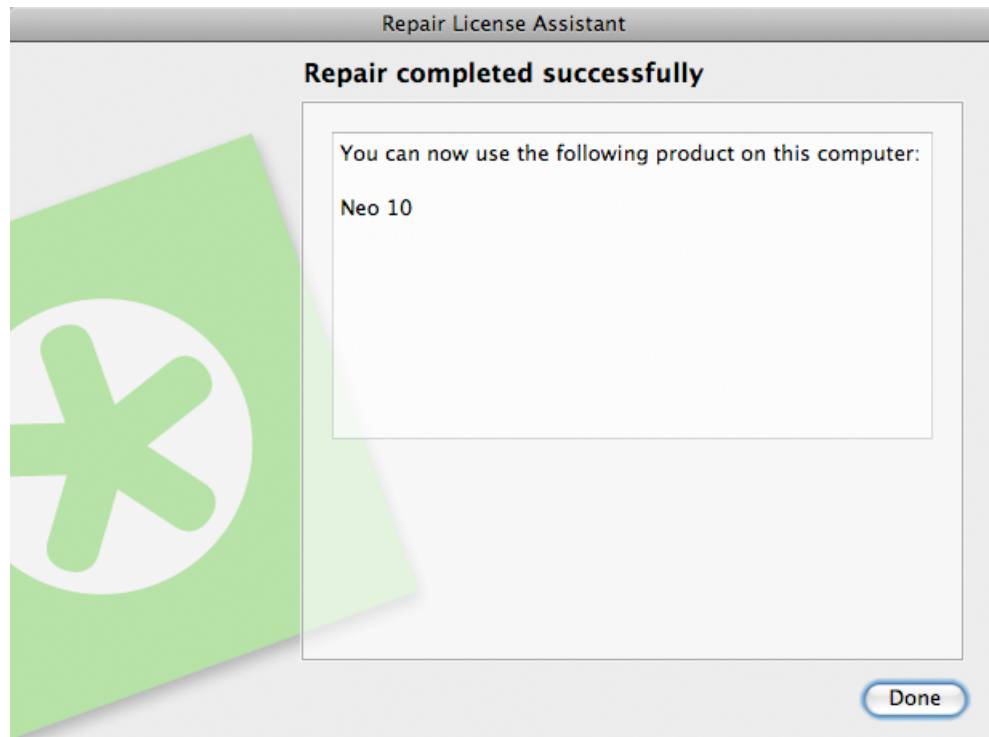 Repair License Assistant
Repair completed successfully
You can now use the following product on this computer:
Neo 10
Done